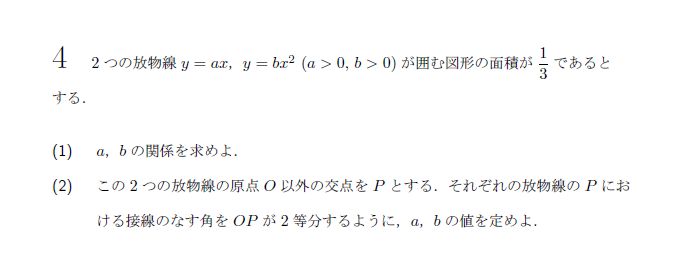 4 2 つの放物線 y = ax, y = bx² (a > 0, b > 0) が囲む図形の面積が 1/3 であると
する.
(1) a, b の関係を求めよ.
(2) この 2 つの放物線の原点 O 以外の交点を P とする. それぞれの放物線の P にお
ける接線のなす角を OP が 2 等分するように, a, b の値を定めよ.